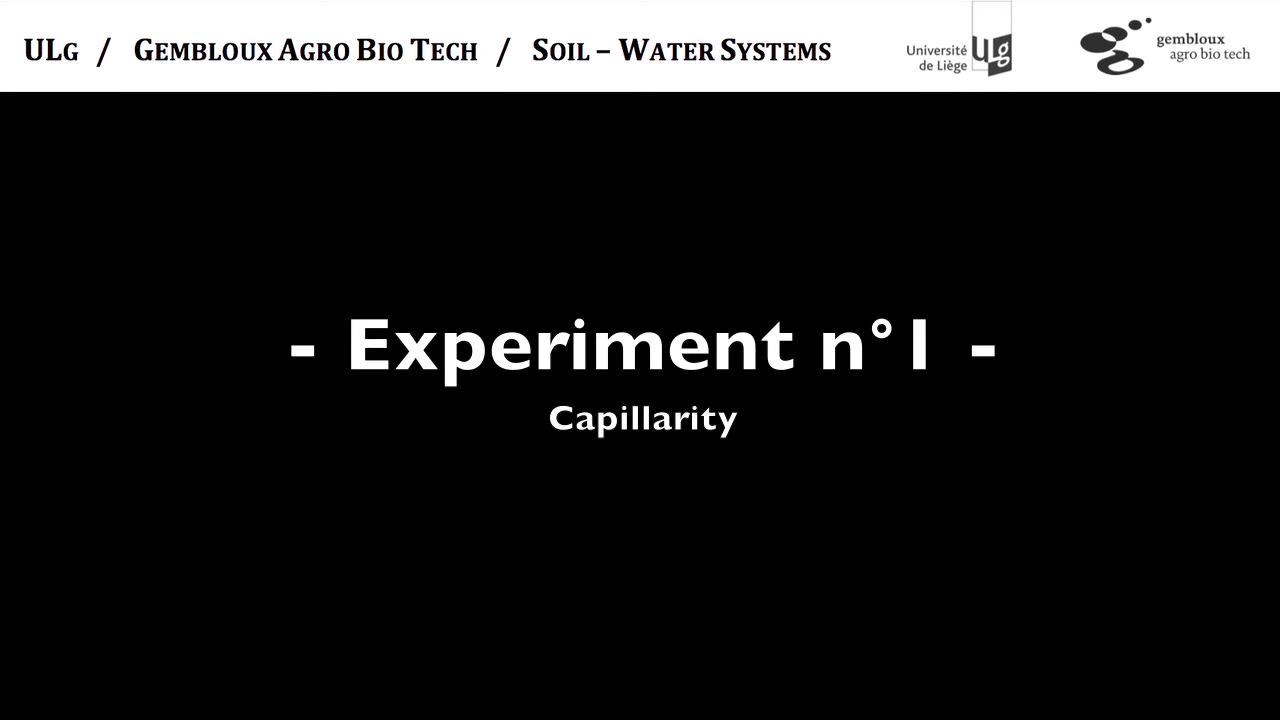 ULg / Gembloux Agro Bio Tech / Soil – Water Systems
Université
de Liège
ULg
gembloux
agro bio tech
- Experiment n°1 -
Capillarity